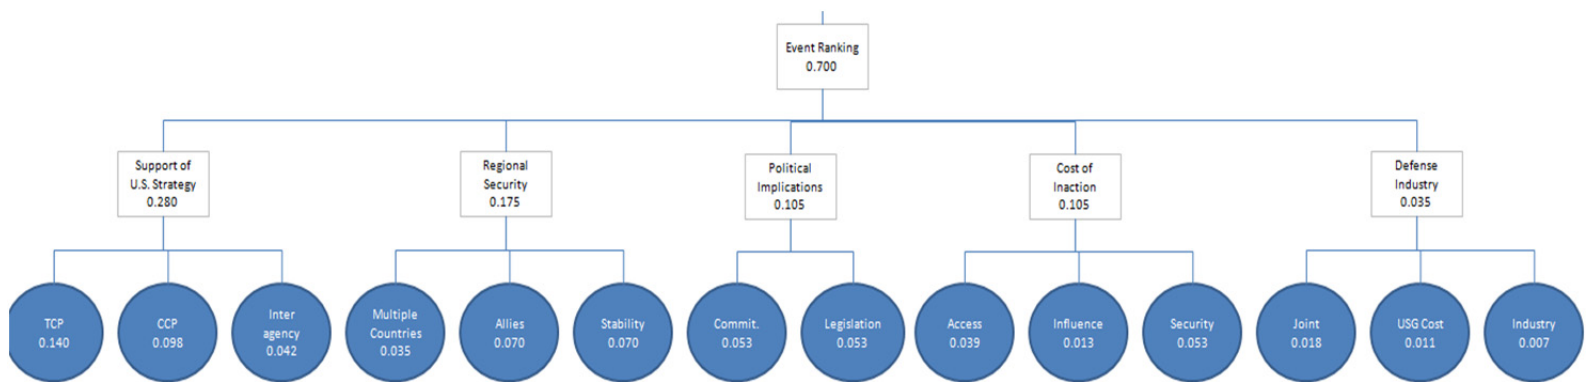 Event Ranking
0.700
Support of
U.S. Strategy
0.280
Regional
Security
0.175
Political
Implications
0.105
Cost of
Inaction
0.105
Defense
Industry
0.035
TCP
0.140
CCP
0.098
Inter
agency
0.042
Multiple
Countries
0.035
Allies
0.070
Stability
0.070
Commit.
0.053
Legislation
0.053
Access
0.039
Influence
0.013
Security
0.053
Joint
0.018
USG Cost
0.011
Industry
0.007